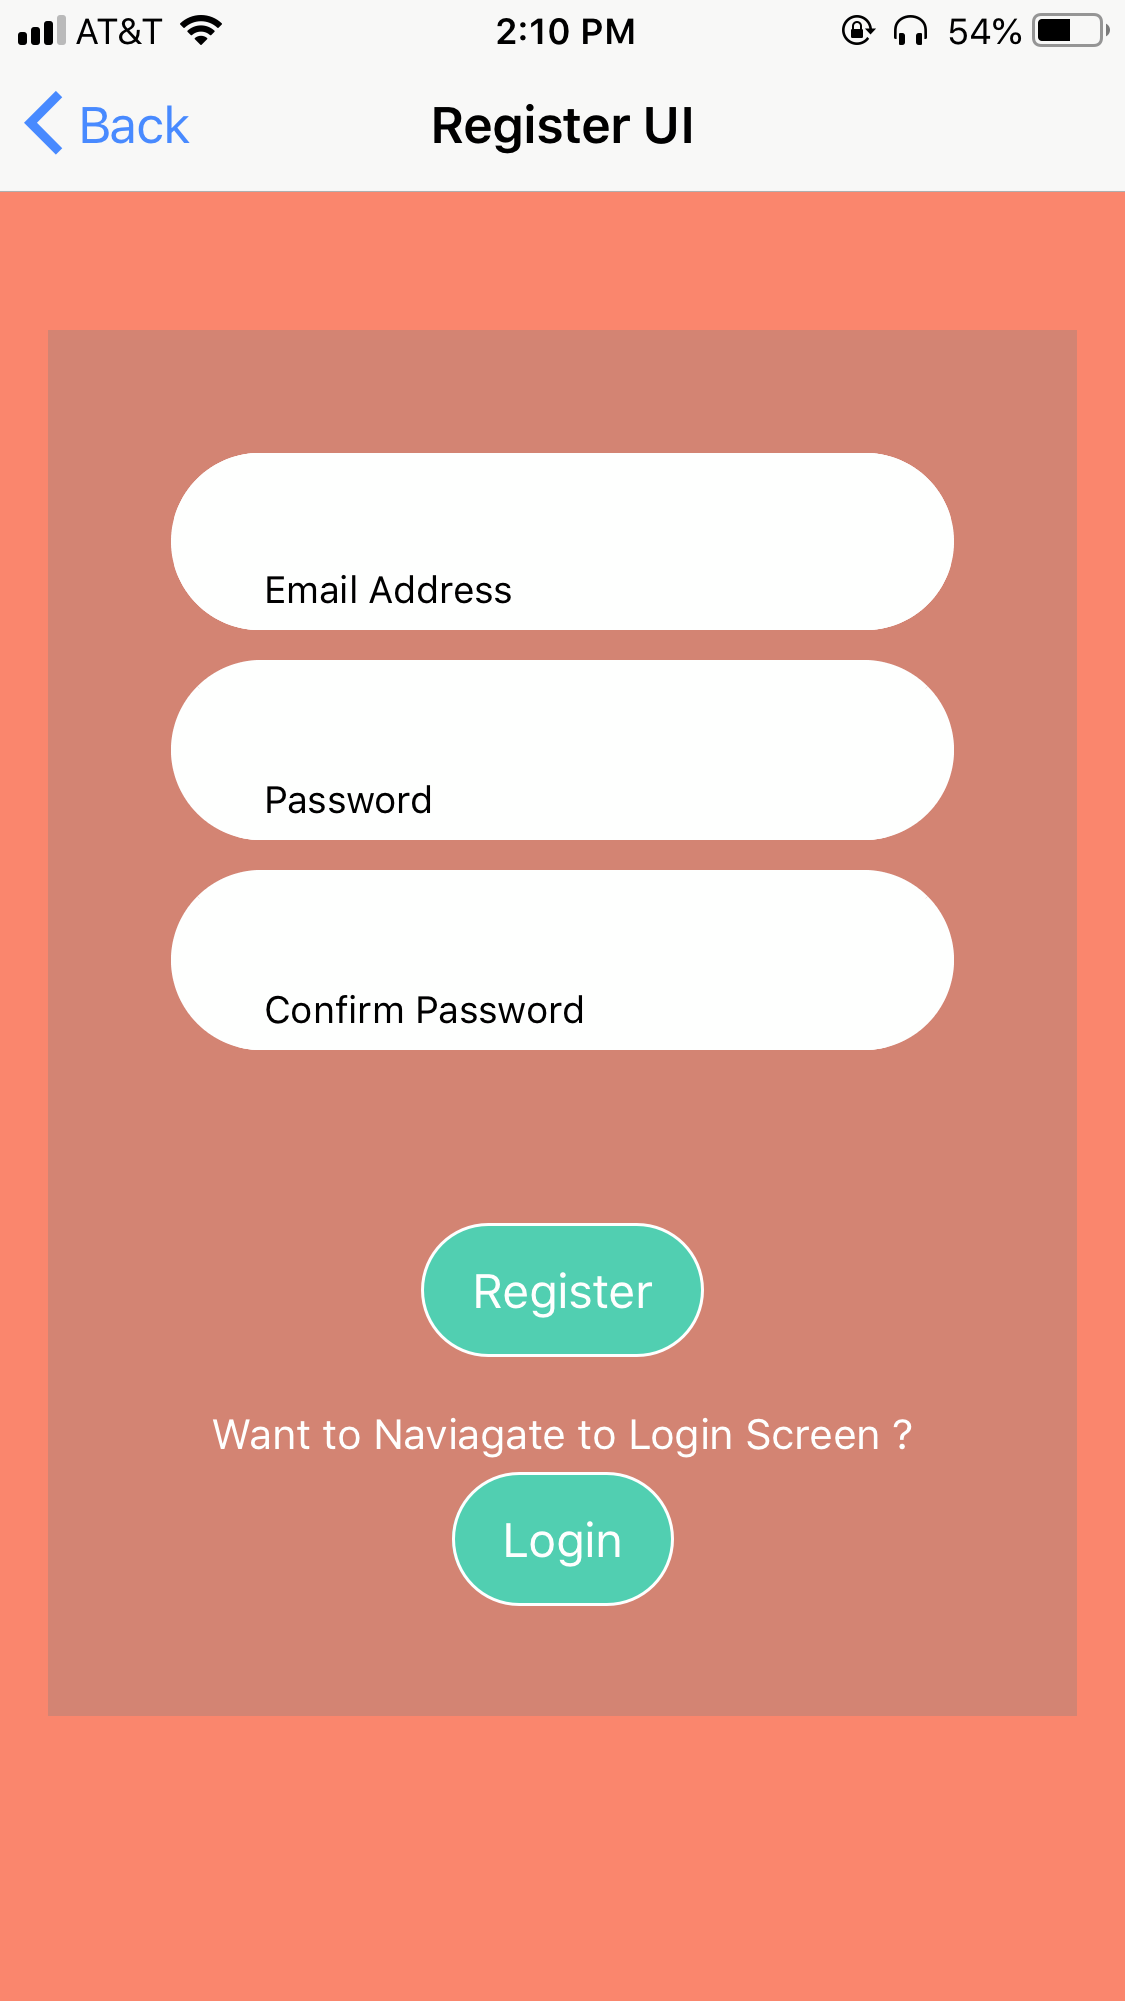 AT&T 2:10 PM 54%
Back Register UI
Email Address
Password
Confirm Password
Register
Want to Naviagate to Login Screen ?
Login